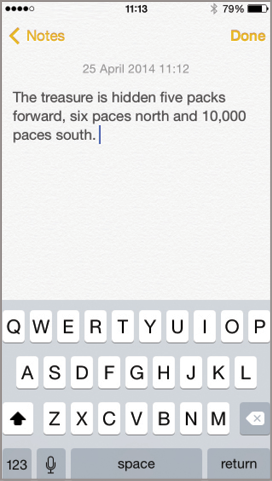 11:13 79%
Notes Done
25 April 2014 11:12
The treasure is hidden five packs
forward, six paces north and 10,000
paces south.
Q W E R T Y U I O P
A S D F G H J K L
Z X C V B N M
123 space return